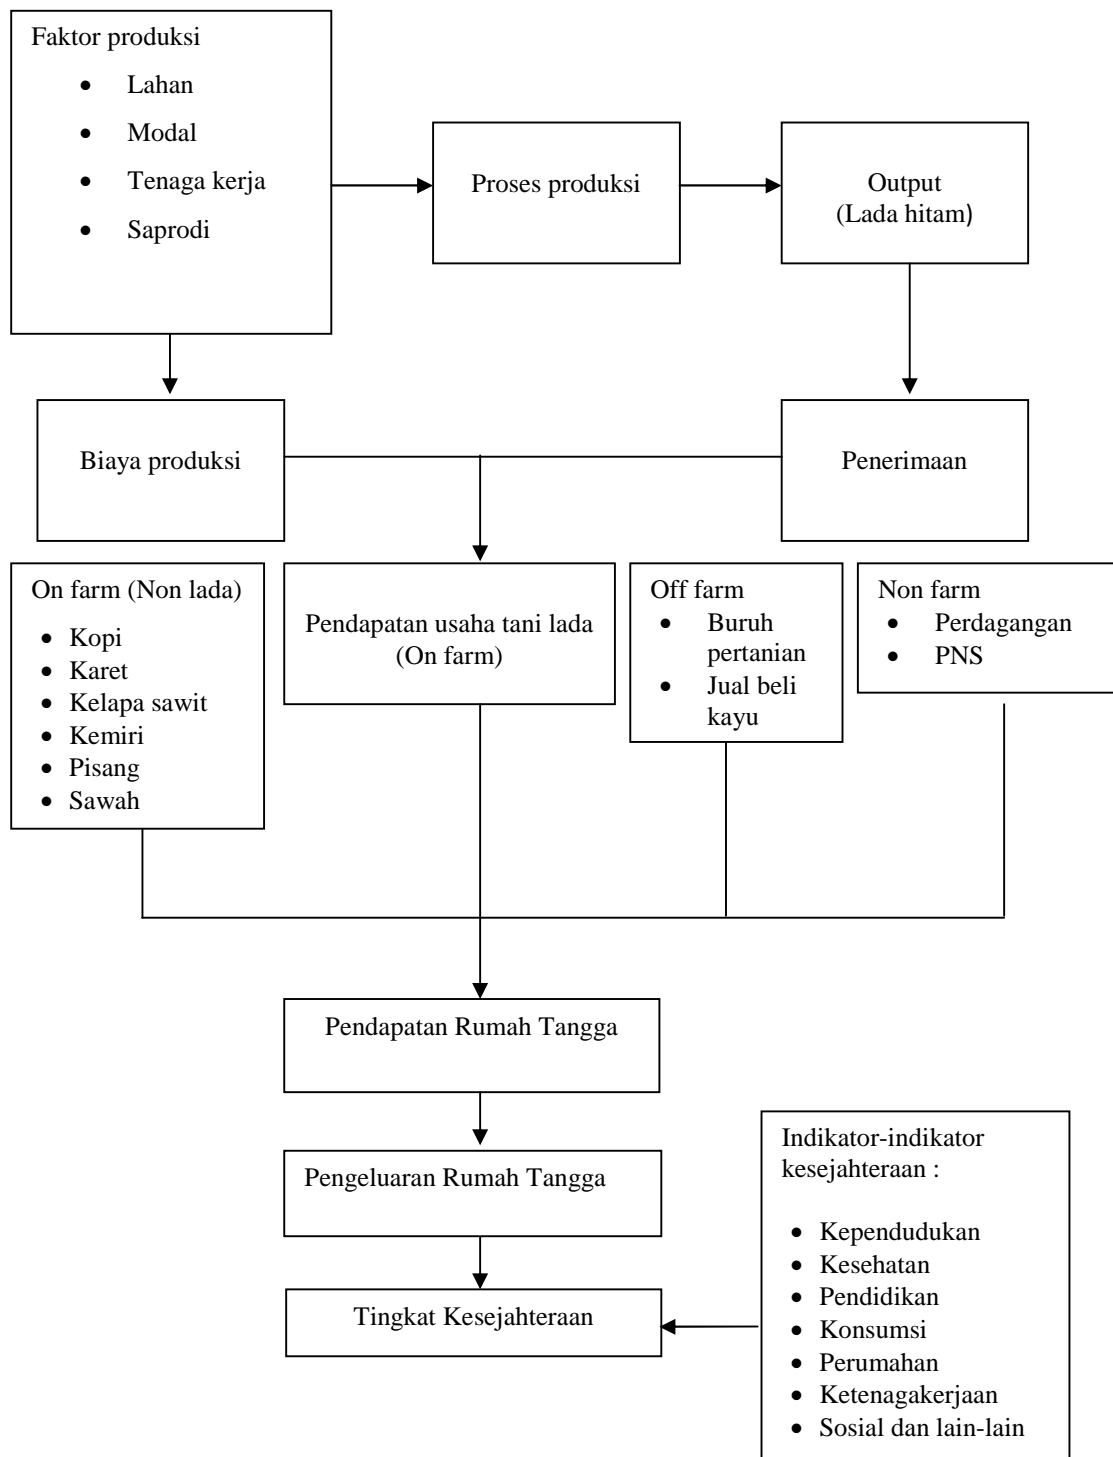 Faktor produksi
• Lahan
• Modal
• Tenaga kerja
• Saprodi
Proses produksi
Output
(Lada hitam)
Biaya produksi
Penerimaan
On farm (Non lada)
• Kopi
• Karet
• Kelapa sawit
• Kemiri
• Pisang
• Sawah
Pendapatan usaha tani lada
(On farm)
Off farm
• Buruh
pertanian
• Jual beli
kayu
Non farm
• Perdagangan
• PNS
Pendapatan Rumah Tangga
Pengeluaran Rumah Tangga
Tingkat Kesejahteraan
Indikator-indikator
kesejahteraan :
• Kependudukan
• Kesehatan
• Pendidikan
• Konsumsi
• Perumahan
• Ketenagakerjaan
• Sosial dan lain-lain